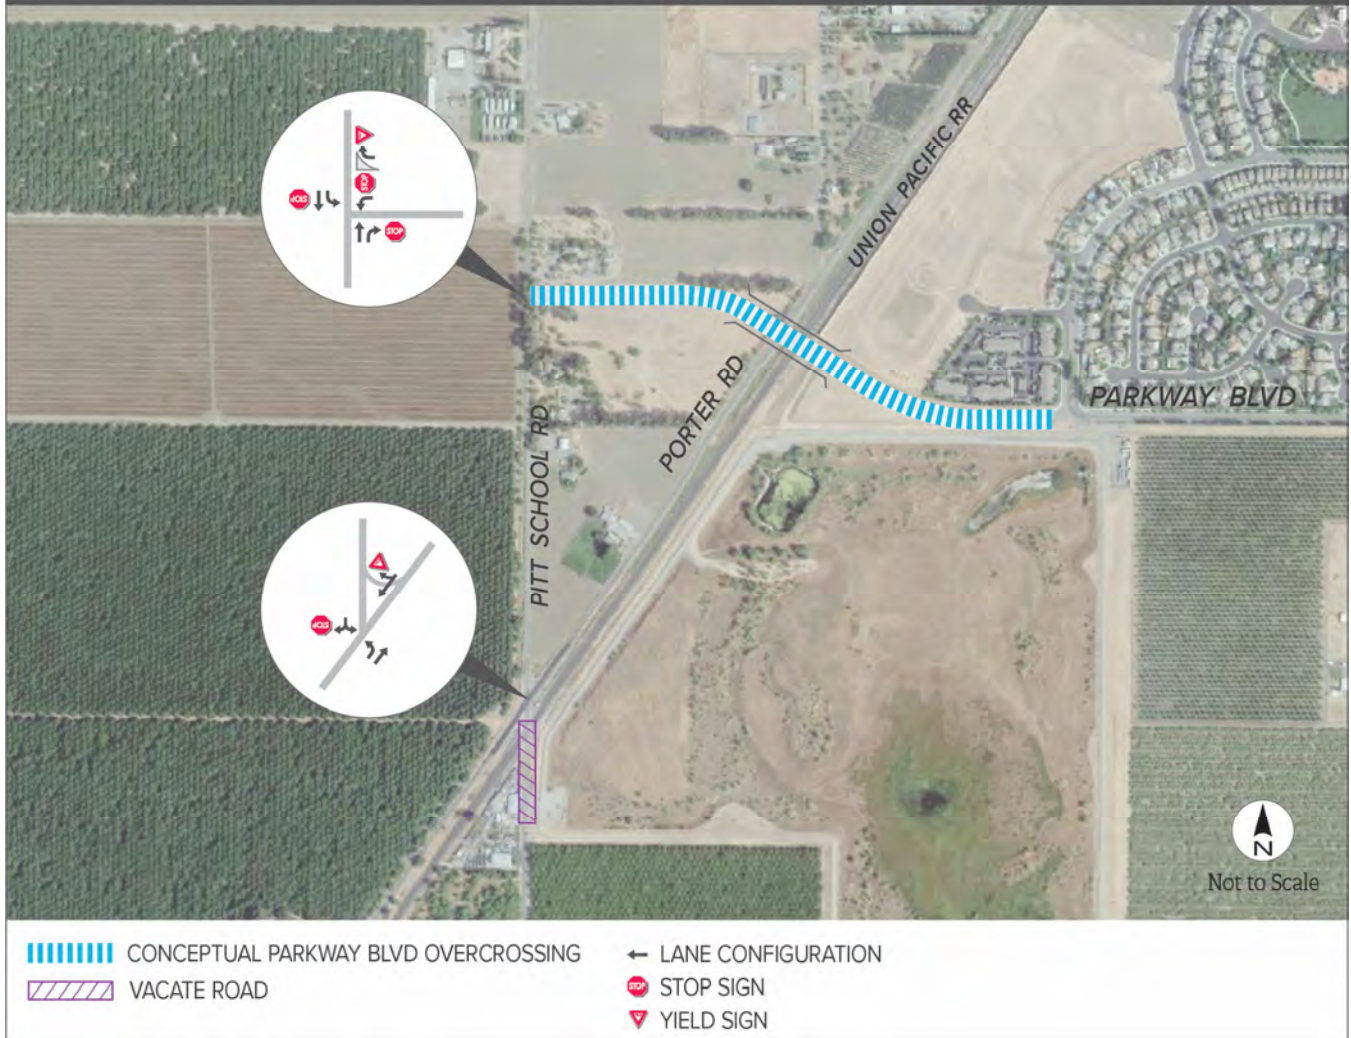 STOP
STOP
STOP
UNION PACIFIC RR
PORTER RD
PARKWAY BLVD
PITT SCHOOL RD
STOP
N
Not to Scale
CONCEPTUAL PARKWAY BLVD OVERCROSSING
LANE CONFIGURATION
VACATE ROAD
STOP
STOP SIGN
YIELD SIGN